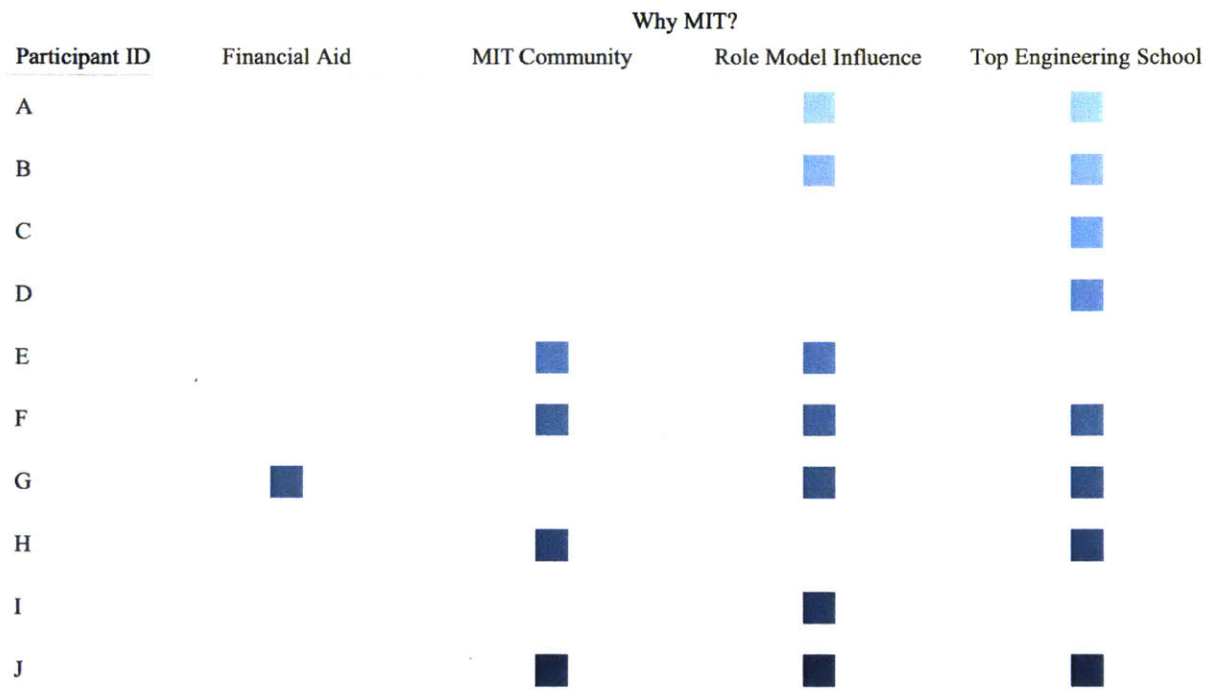 Why MIT?
Participant ID Financial Aid MIT Community Role Model Influence Top Engineering School
A
B
C
D
E
F
G
H
I
J